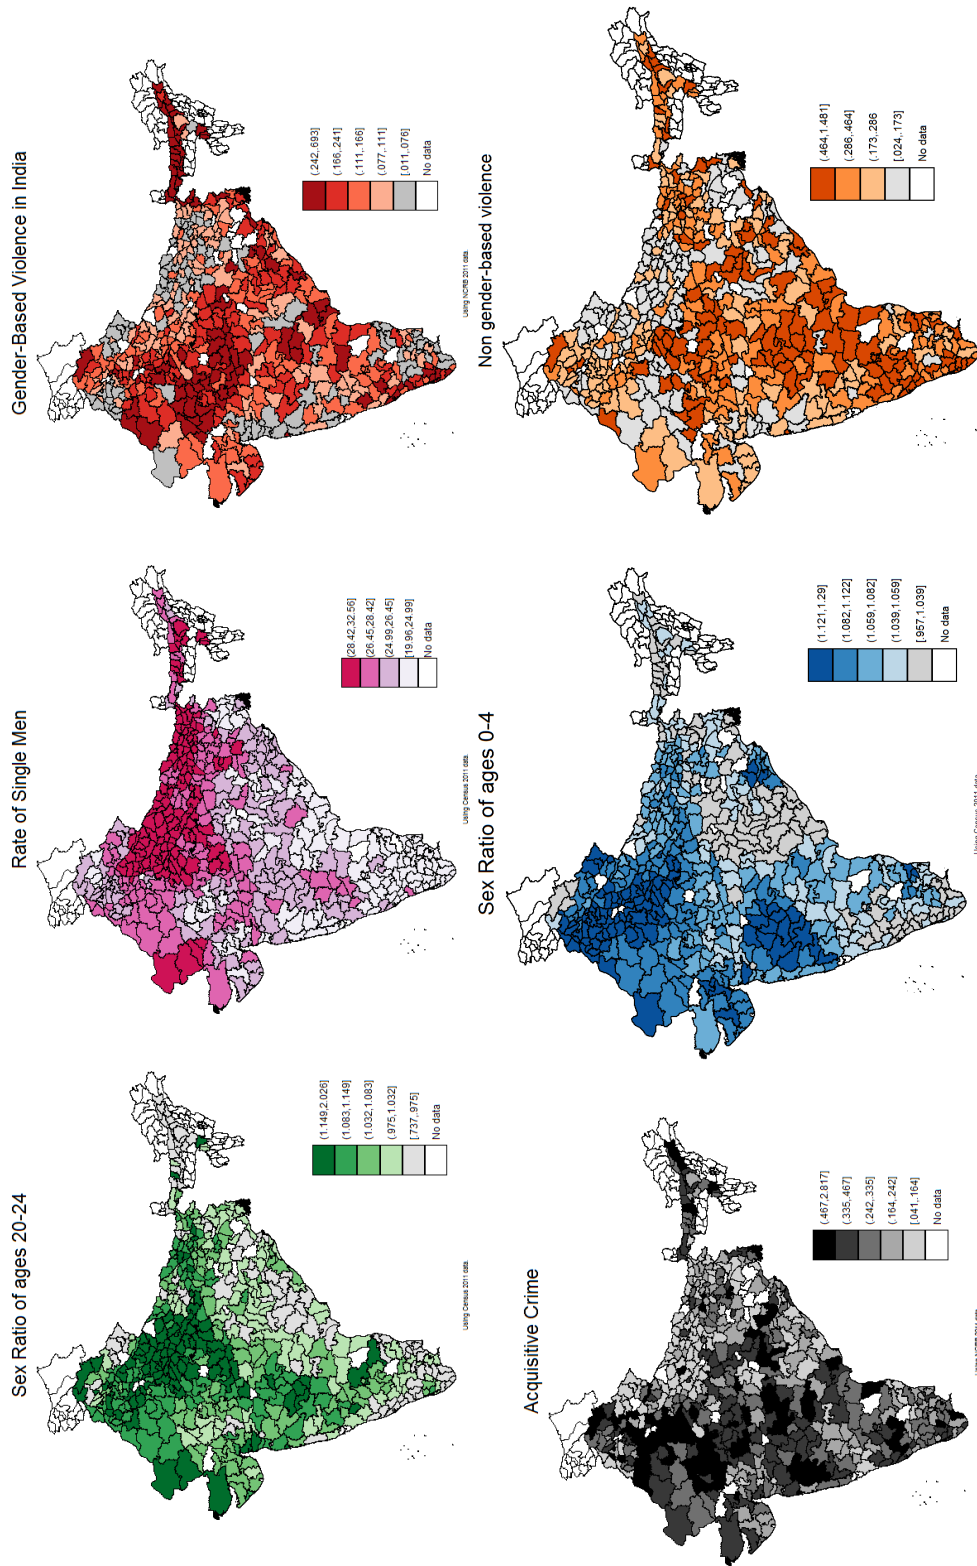 Sex Ratio of ages 20-24
(1.149,2.026]
(1.083,1.149]
(1.032,1.083]
(.975,1.032]
[.737,.975]
No data
Using Census 2011 data.
Rate of Single Men
(28.42,32.56]
(26.45,28.42]
(24.99,26.45]
[19.96,24.99]
No data
Using Census 2011 data.
Gender-Based Violence in India
(.242,.693]
(.166,.241]
(.111,.166]
(.077,.111]
[.011,.076]
No data
Using NCRB 2011 data.
Acquisitive Crime
(.467,2.817]
(.335,.467]
(.242,.335]
(.164,.242]
[.041,.164]
No data
Sex Ratio of ages 0-4
(1.121,1.29]
(1.082,1.122]
(1.059,1.082]
(1.039,1.059]
[.957,1.039]
No data
Using Census 2011 data
Non gender-based violence
(.464,1.481]
(.286,.464]
(.173,.286
[.024,.173]
No data